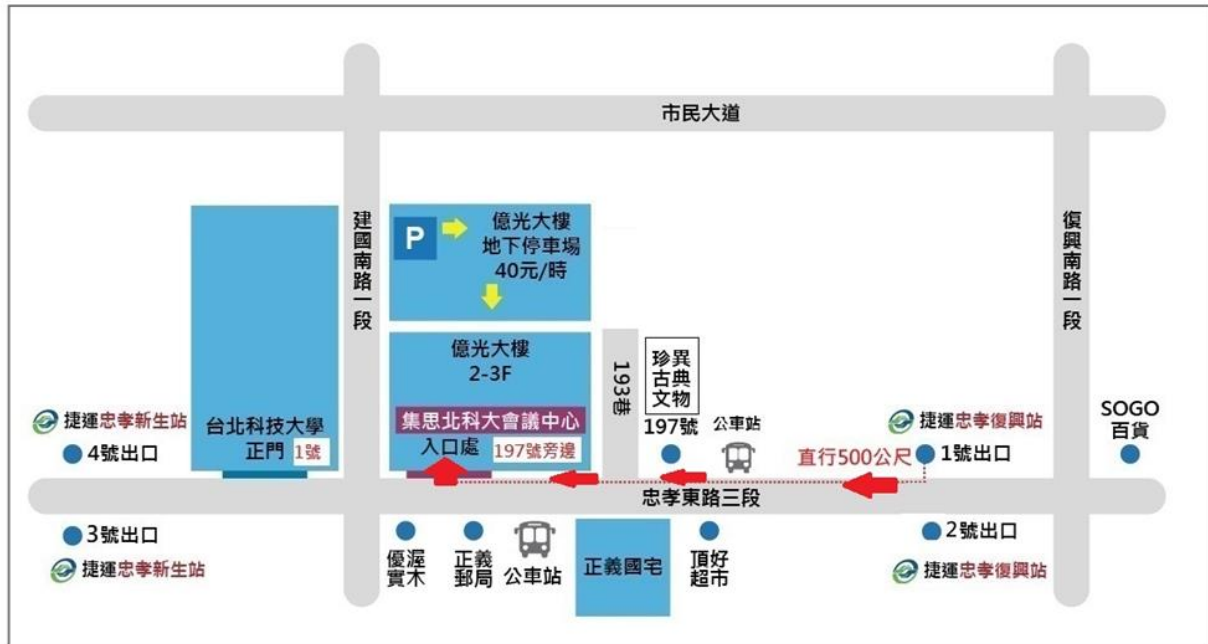 市民大道
建國南路一段
復興南路一段
P
億光大樓
地下停車場
40元/時
億光大樓
2-3F
集思北科大會議中心
入口處
197號旁邊
193巷
珍異
古典
文物
197號
公車站
捷運忠孝新生站
4號出口
台北科技大學
正門 1號
直行500公尺
捷運忠孝復興站
1號出口
SOGO
百貨
忠孝東路三段
3號出口
捷運忠孝新生站
優渥
實木
正義
郵局
公車站
正義國宅
頂好
超市
2號出口
捷運忠孝復興站